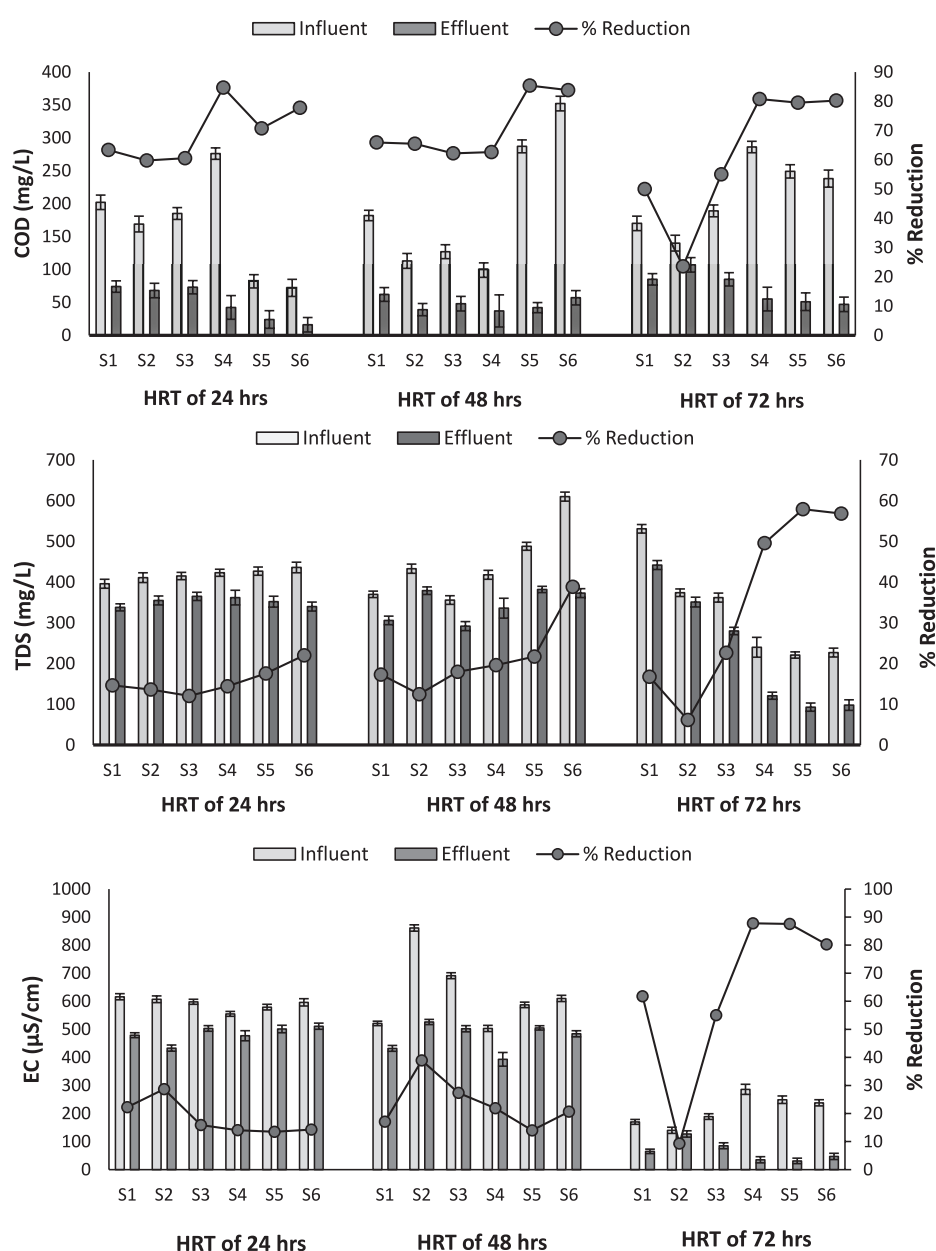 Influent Effluent % Reduction
400 90
350 80
300 70
250 60
200 50
150 40
100 30
50 20
0 10
0
COD (mg/L)
% Reduction
S1 S2 S3 S4 S5 S6 S1 S2 S3 S4 S5 S6 S1 S2 S3 S4 S5 S6
HRT of 24 hrs HRT of 48 hrs HRT of 72 hrs
Influent Effluent % Reduction
700 70
600 60
500 50
400 40
300 30
200 20
100 10
0 0
TDS (mg/L)
% Reduction
S1 S2 S3 S4 S5 S6 S1 S2 S3 S4 S5 S6 S1 S2 S3 S4 S5 S6
HRT of 24 hrs HRT of 48 hrs HRT of 72 hrs
Influent Effluent % Reduction
1000 100
900 90
800 80
700 70
600 60
500 50
400 40
300 30
200 20
100 10
0 0
EC (µS/cm)
% Reduction
S1 S2 S3 S4 S5 S6 S1 S2 S3 S4 S5 S6 S1 S2 S3 S4 S5 S6
HRT of 24 hrs HRT of 48 hrs HRT of 72 hrs